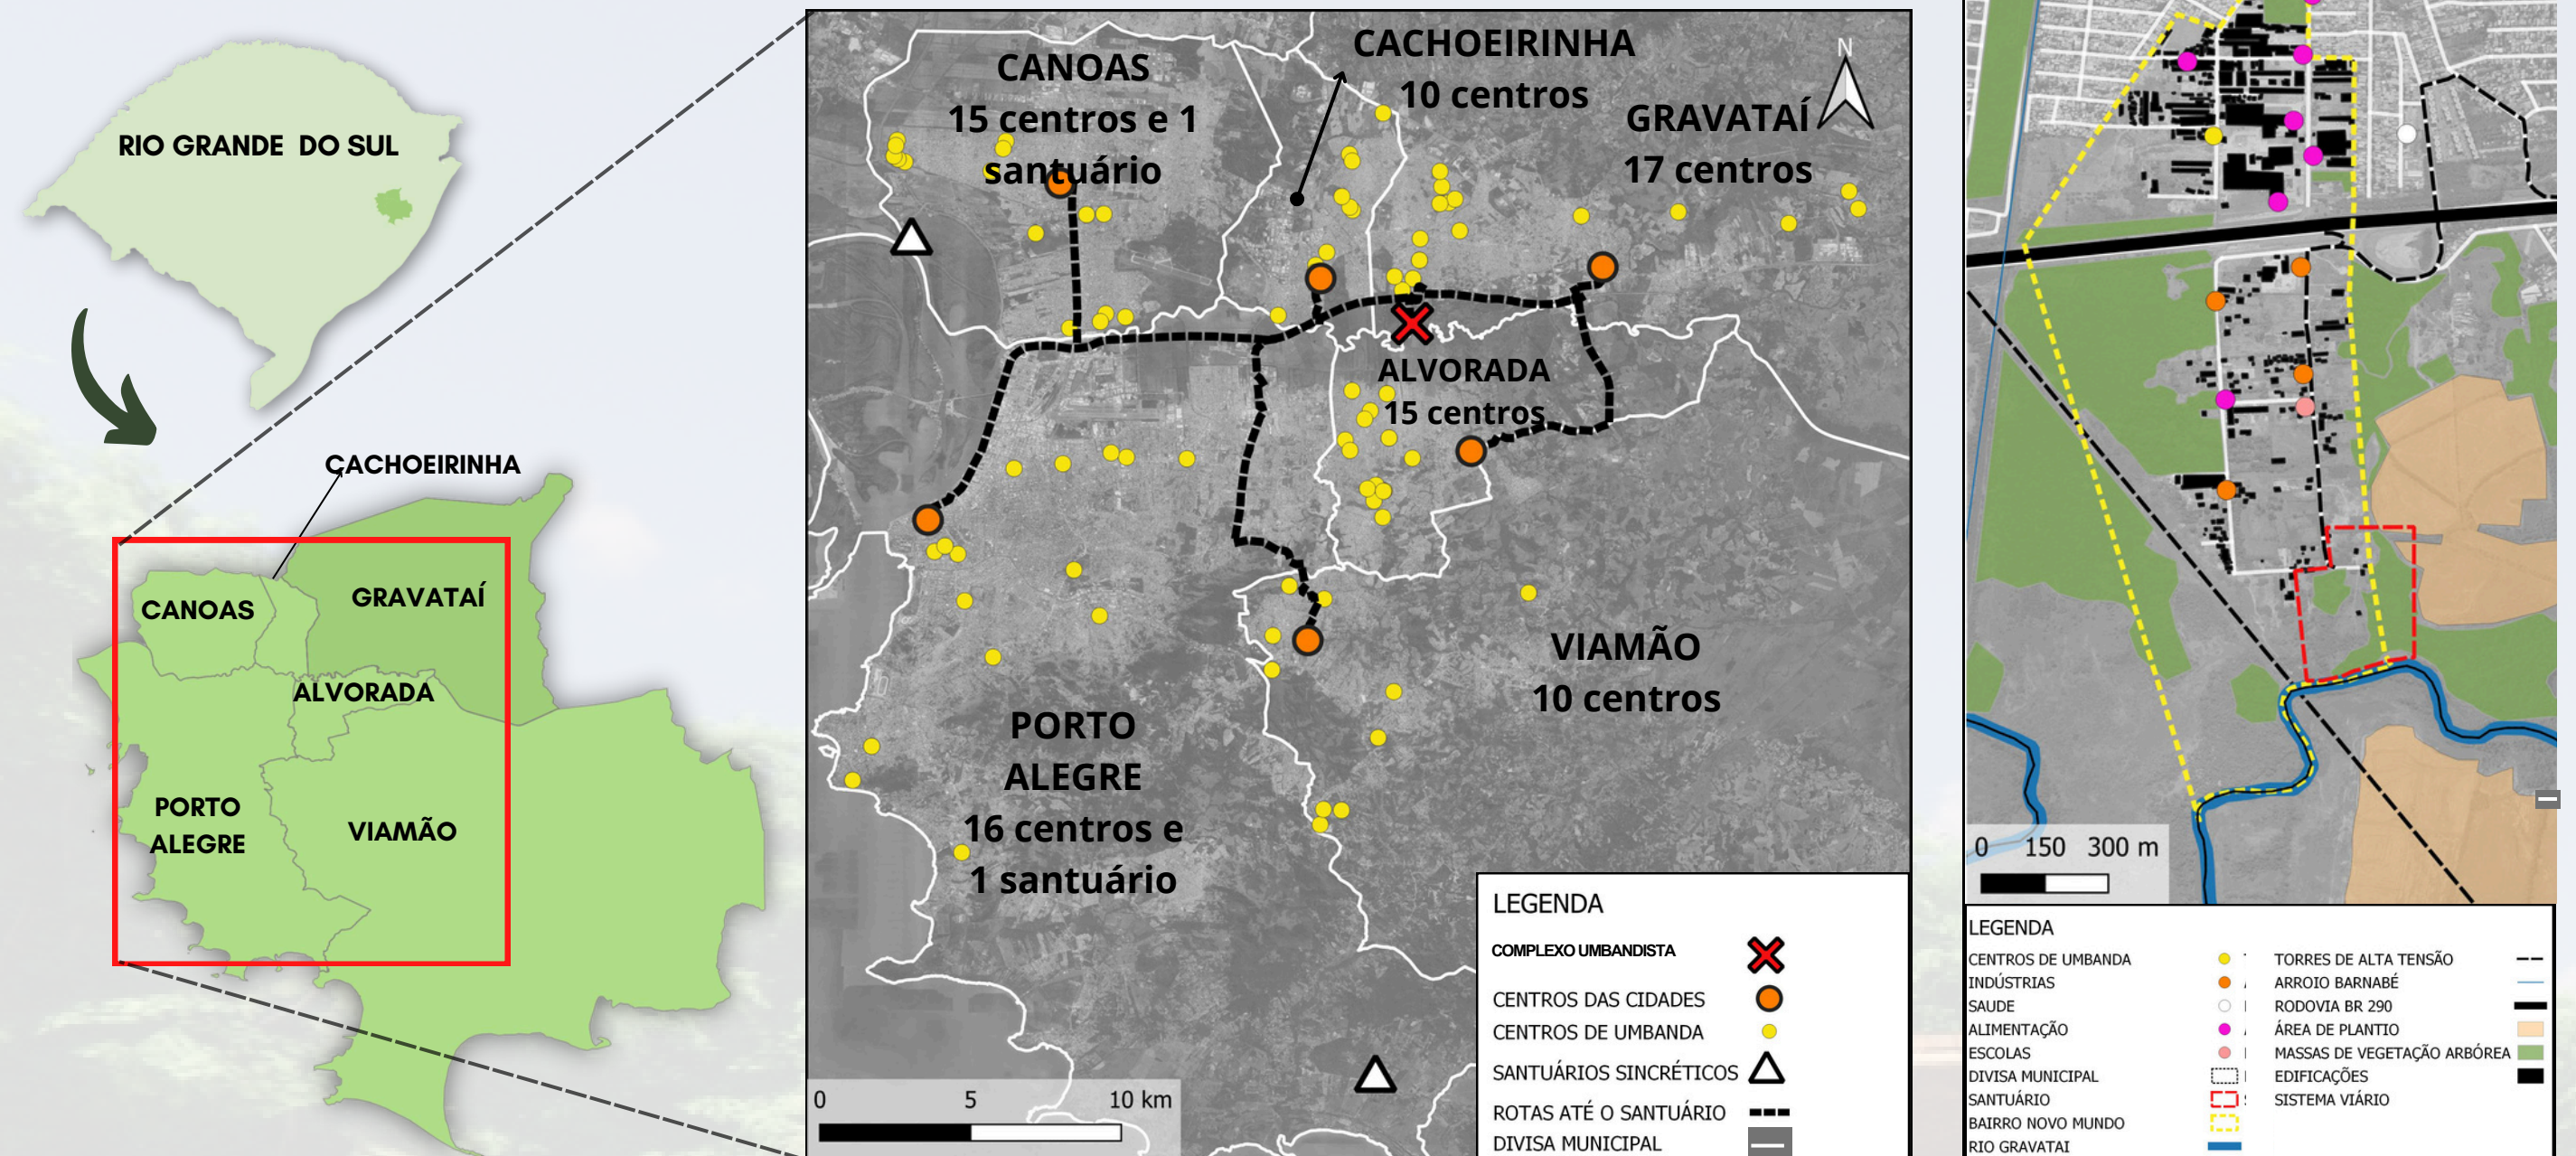 RIO GRANDE DO SUL
CACHOEIRINHA
CANOAS
GRAVATAÍ
ALVORADA
PORTO
ALEGRE
VIAMÃO
CANOAS
15 centros e 1
santuário
CACHOEIRINHA
10 centros
GRAVATAÍ
17 centros
N
ALVORADA
15 centros
VIAMÃO
10 centros
PORTO
ALEGRE
16 centros e
1 santuário
0 5 10 km
LEGENDA
COMPLEXO UMBANDISTA
CENTROS DAS CIDADES
CENTROS DE UMBANDA
SANTUÁRIOS SINCRÉTICOS
ROTAS ATÉ O SANTUÁRIO
DIVISA MUNICIPAL
0 150 300 m
LEGENDA
CENTROS DE UMBANDA
INDÚSTRIAS
SAUDE
ALIMENTAÇÃO
ESCOLAS
DIVISA MUNICIPAL
SANTUÁRIO
BAIRRO NOVO MUNDO
RIO GRAVATAI
TORRES DE ALTA TENSÃO
ARROIO BARNABÉ
RODOVIA BR 290
ÁREA DE PLANTIO
MASSAS DE VEGETAÇÃO ARBÓREA
EDIFICAÇÕES
SISTEMA VIÁRIO